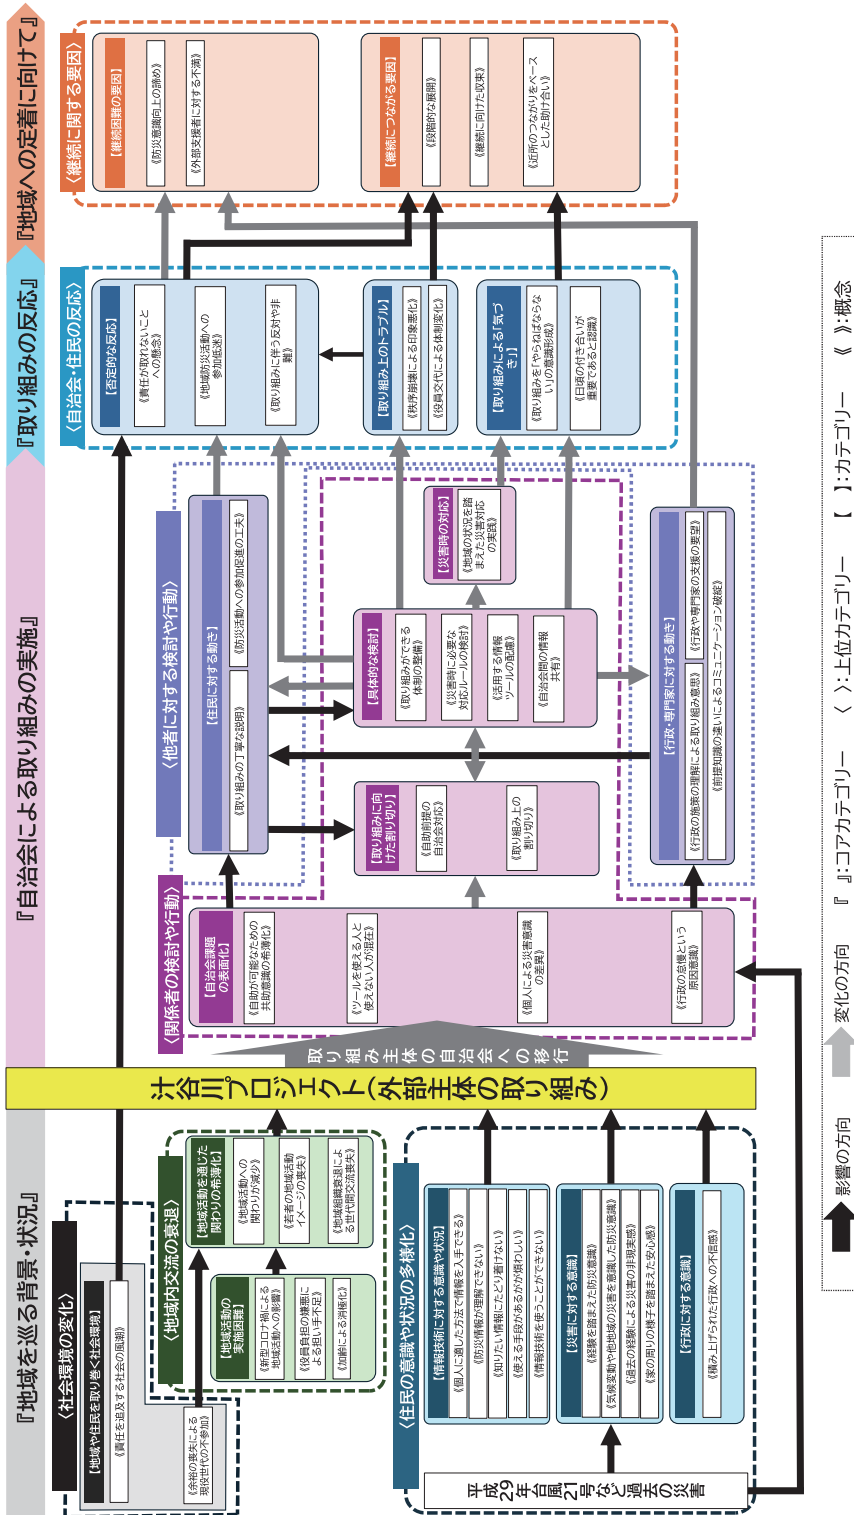 『地域を巡る背景・状況』
『自治会による取り組みの実施』
『取り組みの反応』
『地域への定着に向けて』
〈社会環境の変化〉
【地域や住民を取り巻く社会環境】
《責任を追及する社会の風潮》
《余裕の喪失による
現役世代の不参加》
〈地域内交流の衰退〉
【地域活動の
実施困難】
《新型コロナ禍による
地域活動への影響》
《役員負担の嫌悪に
よる担い手不足》
《加齢による消極化》
【地域活動を通じた
関わりの希薄化】
《地域活動への
関わりが減少》
《若者の地域活動
イメージの喪失》
《地域組織衰退によ
る世代間交流喪失》
〈住民の意識や状況の多様化〉
【情報技術に対する意識や状況】
《個人に適した方法で情報を入手できる》
《防災情報が理解できない》
《知りたい情報にたどり着けない》
《使える手段があるがが煩わしい》
《情報技術を使うことができない》
【災害に対する意識】
《経験を踏まえた防災意識》
《気候変動や他地域の災害を意識した防災意識》
《過去の経験による災害の非現実感》
《家の周りの様子を踏まえた安心感》
【行政に対する意識】
《積み上げられた行政への不信感》
平成29年台風21号など過去の災害
汁谷川プロジェクト(外部主体の取り組み)
取り組み主体の自治会への移行
〈関係者の検討や行動〉
【自治会課題
の表面化】
《自助が可能なための
共助意識の希薄化》
《ツールを使える人と
使えない人が混在》
《個人による災害意識
の差異》
《行政の怠慢という
原因意識》
【取り組みに向
けた割り切り】
《自助前提の
自治会対応》
《取り組み上の
割り切り》
【具体的な検討】
《取り組みができる
体制の整備》
《災害時に必要な
対応ルールの検討》
《活用する情報
ツールの配慮》
《自治会間の情報
共有》
【災害時の対応】
《地域の状況を踏
まえた災害対応
の実践》
〈他者に対する検討や行動〉
【住民に対する動き】
《取り組みの丁寧な説明》
《防災活動への参加促進の工夫》
【行政・専門家に対する動き】
《行政の施策の理解による取り組み意思》
《行政や専門家の支援の要望》
《前提知識の違いによるコミュニケーション破綻》
〈自治会・住民の反応〉
【否定的な反応】
《責任が取れないこと
への懸念》
《地域防災活動への
参加低迷》
《取り組みに伴う反対や非
難》
【取り組み上のトラブル】
《秩序崩壊による印象悪化》
《役員交代による体制変化》
【取り組みによる「気づ
き」】
《取り組みを「やらねばならな
い」の意識形成》
《日頃の付き合いが
重要であると認識》
〈継続に関する要因〉
【継続困難の要因】
《防災意識向上の諦め》
《外部支援者に対する不満》
【継続につながる要因】
《段階的な展開》
《継続に向けた収束》
《近所のつながりをベース
とした助け合い》
影響の方向 変化の方向 『 』:コアカテゴリー 〈 〉:上位カテゴリー 【 】:カテゴリー 《 》:概念